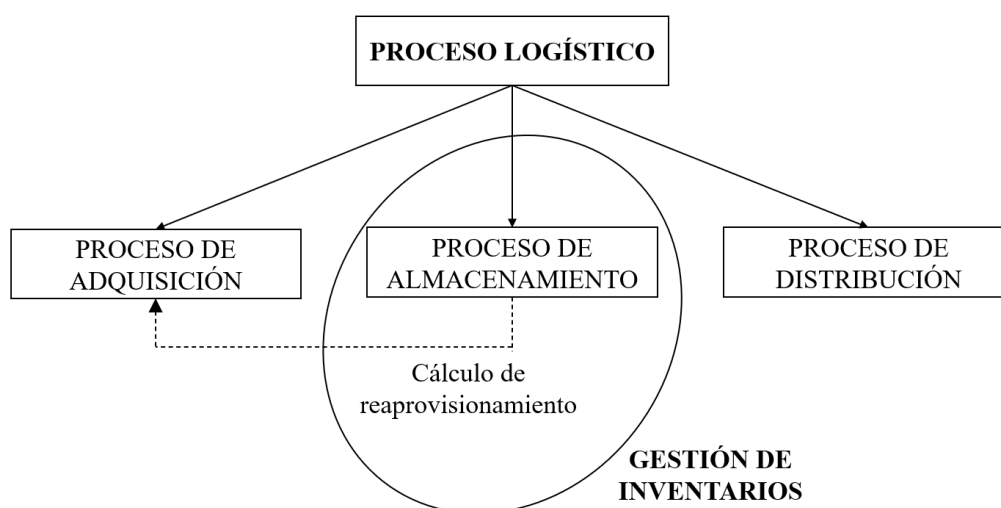 PROCESO LOGÍSTICO
PROCESO DE
ADQUISICIÓN
PROCESO DE
ALMACENAMIENTO
PROCESO DE
DISTRIBUCIÓN
Cálculo de
reaprovisionamiento
GESTIÓN DE
INVENTARIOS